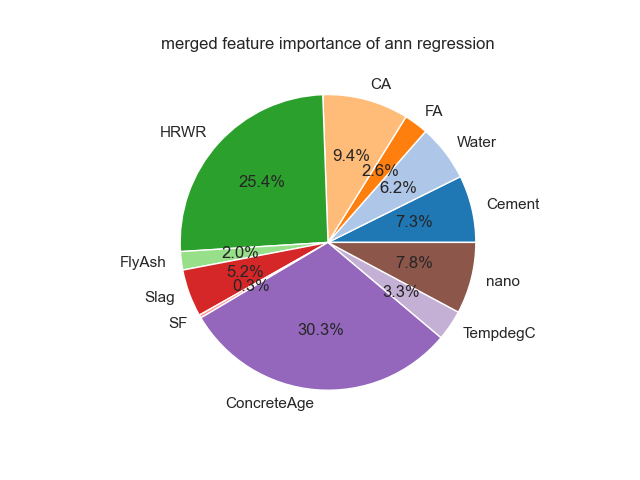 merged feature importance of ann regression
CA
FA
HRWR
Water
9.4%
2.6%
25.4%
6.2%
Cement
7.3%
2.0%
FlyAsh
7.8%
5.2%
nano
0.3%
3.3%
Slag
SF
30.3%
TempdegC
ConcreteAge